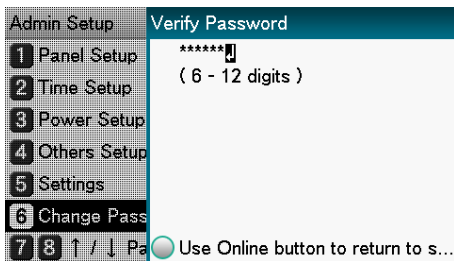 Admin Setup
1 Panel Setup
2 Time Setup
3 Power Setup
4 Others Setup
5 Settings
6 Change Pass
7 8 ↑ / ↓ Pa
Verify Password
******↲
( 6 - 12 digits )
Use Online button to return to s...